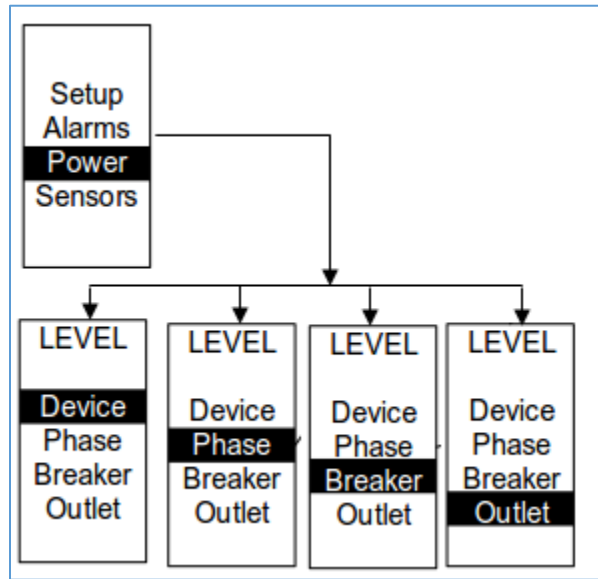 Setup
Alarms
Power
Sensors
LEVEL
Device
Phase
Breaker
Outlet
LEVEL
Device
Phase
Breaker
Outlet
LEVEL
Device
Phase
Breaker
Outlet
LEVEL
Device
Phase
Breaker
Outlet